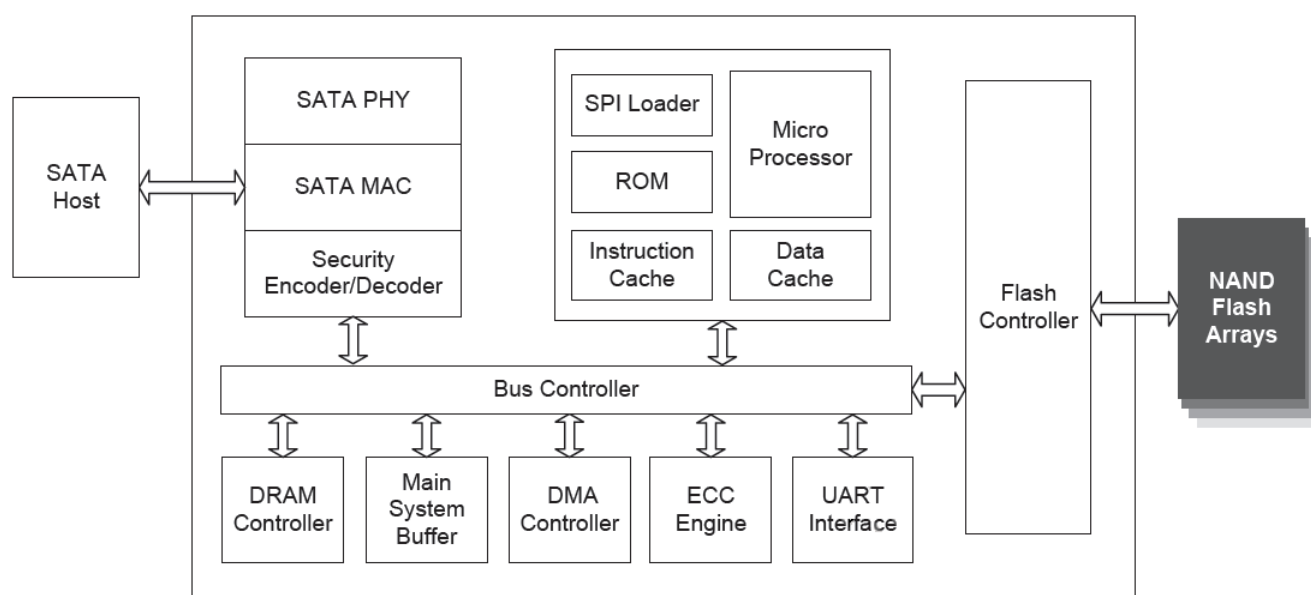 SATA
Host
SATA PHY
SATA MAC
Security
Encoder/Decoder
SPI Loader
ROM
Instruction
Cache
Micro
Processor
Data
Cache
Flash
Controller
NAND
Flash
Arrays
Bus Controller
DRAM
Controller
Main
System
Buffer
DMA
Controller
ECC
Engine
UART
Interface